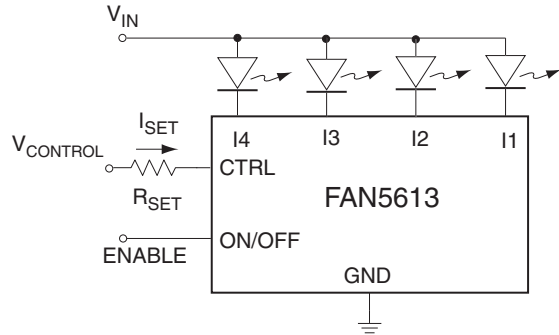 VIN
ISET
I4 I3 I2 I1
VCONTROL
CTRL
RSET
FAN5613
ENABLE
ON/OFF
GND